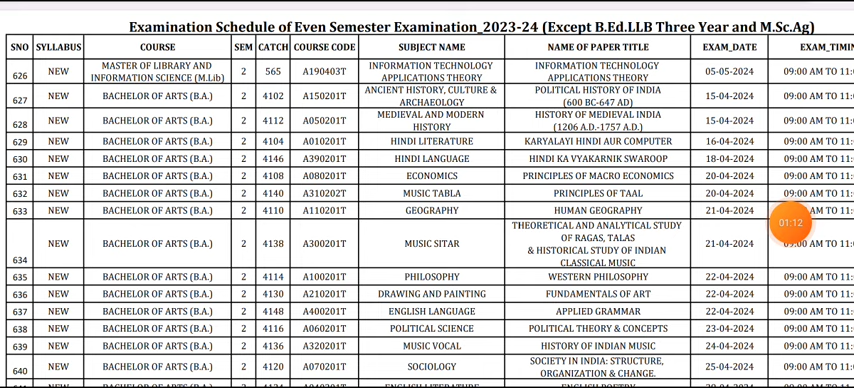 Examination Schedule of Even Semester Examination_2023-24 (Except B.Ed.LLB Three Year and M.Sc.Ag)
SNO SYLLABUS COURSE SEM CATCH COURSE CODE SUBJECT NAME NAME OF PAPER TITLE EXAM_DATE EXAM_TIMIN
626 NEW MASTER OF LIBRARY AND INFORMATION SCIENCE (M.Lib) 2 565 A190403T INFORMATION TECHNOLOGY APPLICATIONS THEORY INFORMATION TECHNOLOGY APPLICATIONS THEORY 05-05-2024 09:00 AM TO 11:
627 NEW BACHELOR OF ARTS (B.A.) 2 4102 A150201T ANCIENT HISTORY, CULTURE & ARCHAEOLOGY POLITICAL HISTORY OF INDIA (600 BC-647 AD) 15-04-2024 09:00 AM TO 11:
628 NEW BACHELOR OF ARTS (B.A.) 2 4112 A050201T MEDIEVAL AND MODERN HISTORY HISTORY OF MEDIEVAL INDIA (1206 A.D.-1757 A.D.) 15-04-2024 09:00 AM TO 11:
629 NEW BACHELOR OF ARTS (B.A.) 2 4104 A010201T HINDI LITERATURE KARYALAYI HINDI AUR COMPUTER 16-04-2024 09:00 AM TO 11:
630 NEW BACHELOR OF ARTS (B.A.) 2 4146 A390201T HINDI LANGUAGE HINDI KA VYAKARNIK SWAROOP 18-04-2024 09:00 AM TO 11:
631 NEW BACHELOR OF ARTS (B.A.) 2 4108 A080201T ECONOMICS PRINCIPLES OF MACRO ECONOMICS 20-04-2024 09:00 AM TO 11:
632 NEW BACHELOR OF ARTS (B.A.) 2 4140 A310202T MUSIC TABLA PRINCIPLES OF TAAL 20-04-2024 09:00 AM TO 11:
633 NEW BACHELOR OF ARTS (B.A.) 2 4110 A110201T GEOGRAPHY HUMAN GEOGRAPHY 21-04-2024 AM TO 11:
01:12
634 NEW BACHELOR OF ARTS (B.A.) 2 4138 A300201T MUSIC SITAR THEORETICAL AND ANALYTICAL STUDY OF RAGAS, TALAS & HISTORICAL STUDY OF INDIAN CLASSICAL MUSIC 21-04-2024 09:00 AM TO 11:
635 NEW BACHELOR OF ARTS (B.A.) 2 4114 A100201T PHILOSOPHY WESTERN PHILOSOPHY 22-04-2024 09:00 AM TO 11:
636 NEW BACHELOR OF ARTS (B.A.) 2 4130 A210201T DRAWING AND PAINTING FUNDAMENTALS OF ART 22-04-2024 09:00 AM TO 11:
637 NEW BACHELOR OF ARTS (B.A.) 2 4148 A400201T ENGLISH LANGUAGE APPLIED GRAMMAR 22-04-2024 09:00 AM TO 11:
638 NEW BACHELOR OF ARTS (B.A.) 2 4116 A060201T POLITICAL SCIENCE POLITICAL THEORY & CONCEPTS 23-04-2024 09:00 AM TO 11:
639 NEW BACHELOR OF ARTS (B.A.) 2 4136 A320201T MUSIC VOCAL HISTORY OF INDIAN MUSIC 24-04-2024 09:00 AM TO 11:
640 NEW BACHELOR OF ARTS (B.A.) 2 4120 A070201T SOCIOLOGY SOCIETY IN INDIA: STRUCTURE, ORGANIZATION & CHANGE. 25-04-2024 09:00 AM TO 11: